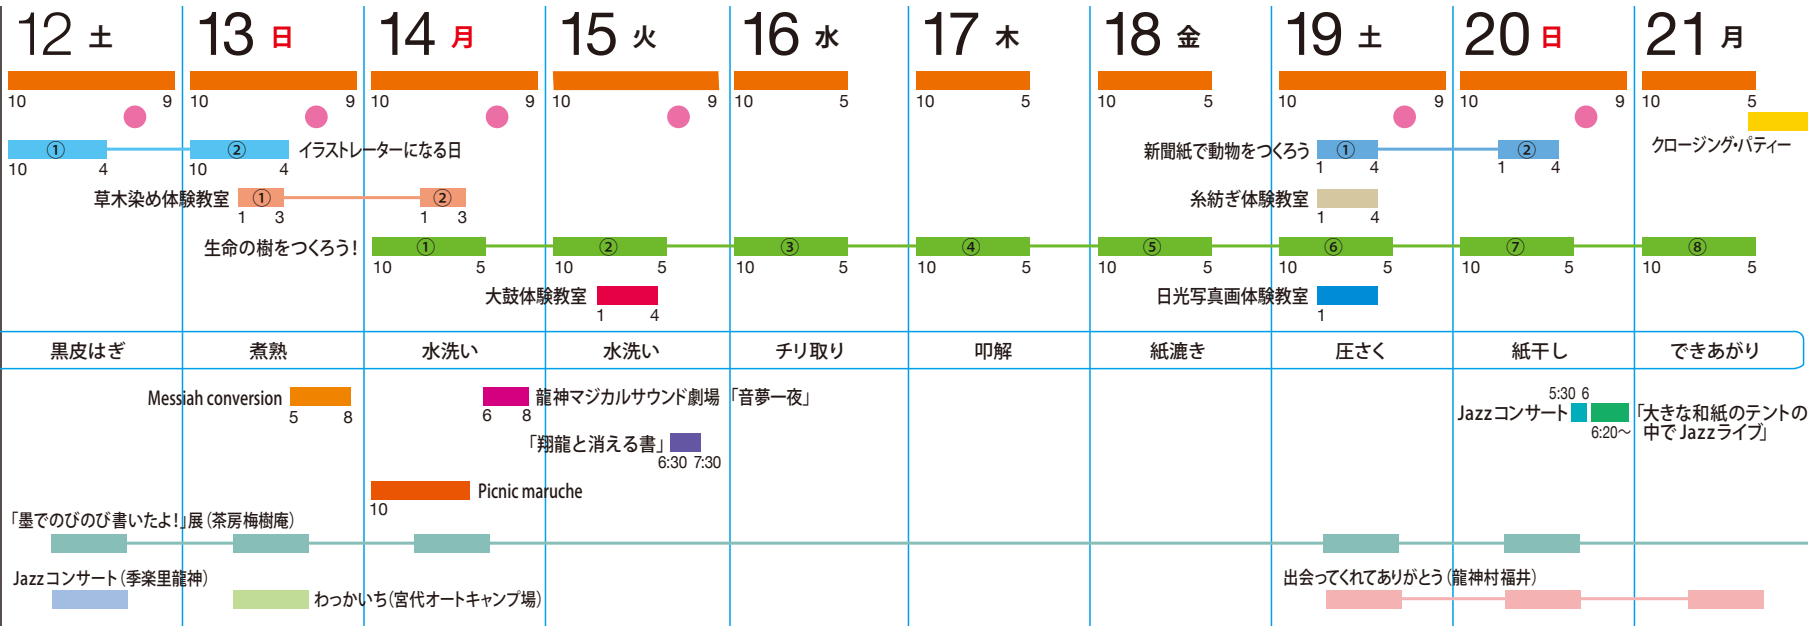 12 土 13 日 14 月 15 火 16 水 17 木 18 金 19 土 20 日 21 月
10 9 10 9 10 9 10 9 10 5 10 5 10 5 10 9 10 9 10 5
① ② イラストレーターになる日 新聞紙で動物をつくろう ① ② クロージング・パティー
10 4 10 4 1 4 1 4
草木染め体験教室 ① ② 糸紡ぎ体験教室
1 3 1 3 1 4
生命の樹をつくろう! ① ② ③ ④ ⑤ ⑥ ⑦ ⑧
10 5 10 5 10 5 10 5 10 5 10 5 10 5 10 5
大鼓体験教室 日光写真画体験教室
1 4 1
黒皮はぎ 煮熟 水洗い 水洗い チリ取り 叩解 紙漉き 圧さく 紙干し できあがり
Messiah conversion 龍神マジカルサウンド劇場 「音夢一夜」
5 8 6 8
5:30 6
Jazzコンサート 「大きな和紙のテントの
6:20〜 中でJazzライブ」
「翔龍と消える書」
6:30 7:30
Picnic maruche
10
「墨でのびのび書いたよ!」展(茶房梅樹庵)
Jazzコンサート(季楽里龍神) 出会ってくれてありがとう(龍神村福井)
わっかいち(宮代オートキャンプ場)